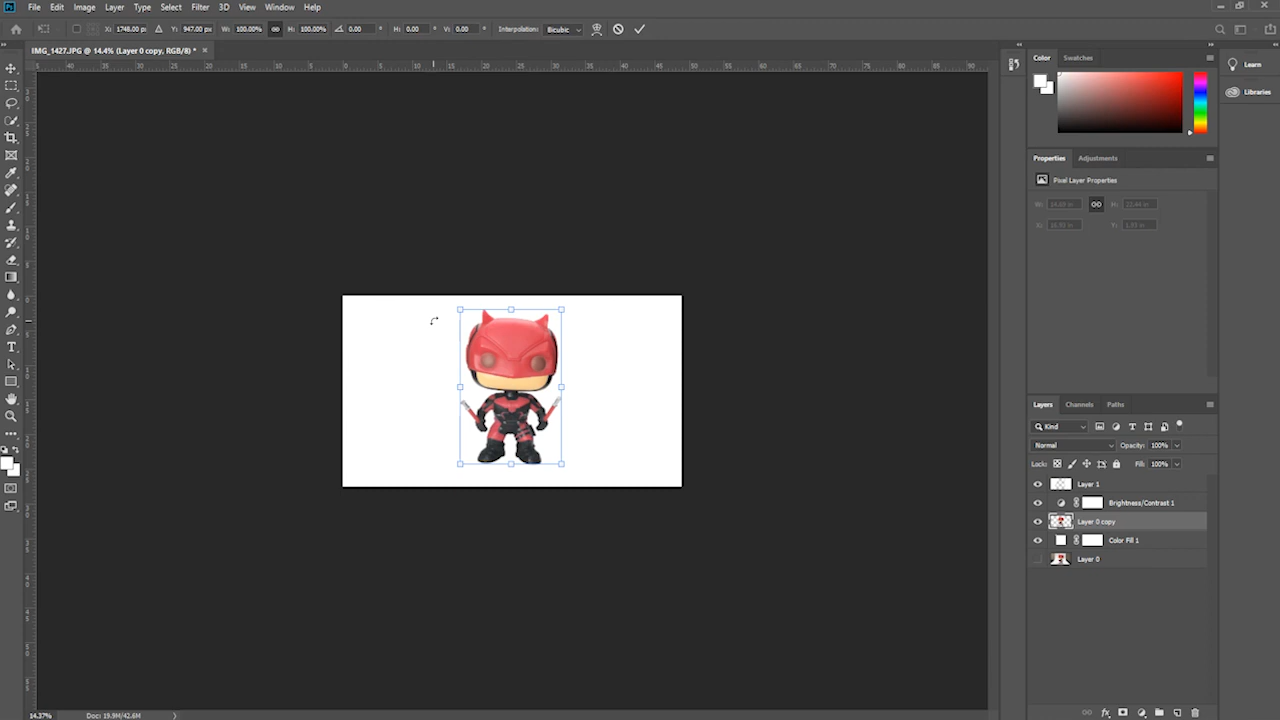 Ps File Edit Image Layer Type Select Filter 3D View Window Help
X: 1748.00 px Y: 947.00 px W: 100.00% H: 100.00% 0.00 H: 0.00 V: 0.00 Interpolation: Bicubic
IMG_1427.JPG @ 14.4% (Layer 0 copy, RGB/8) *
Color Swatches
Learn
Libraries
Properties Adjustments
Pixel Layer Properties
W: H:
X: Y:
Layers Channels Paths
Kind
Normal Opacity: 100%
Lock: Fill: 100%
Layer 1
Brightness/Contrast 1
Layer 0 copy
Color Fill 1
Layer 0
14.37% Doc: 19.9M/42.6M